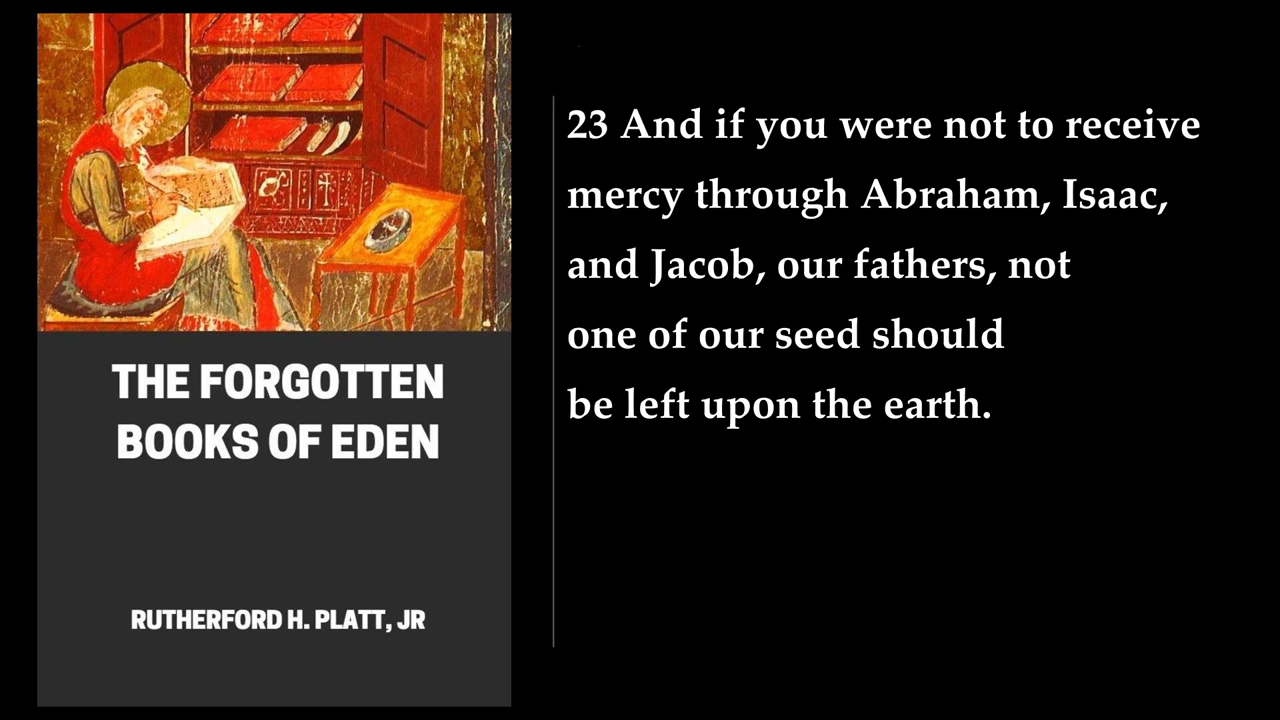 THE FORGOTTEN
BOOKS OF EDEN
RUTHERFORD H. PLATT, JR
23 And if you were not to receive
mercy through Abraham, Isaac,
and Jacob, our fathers, not
one of our seed should
be left upon the earth.